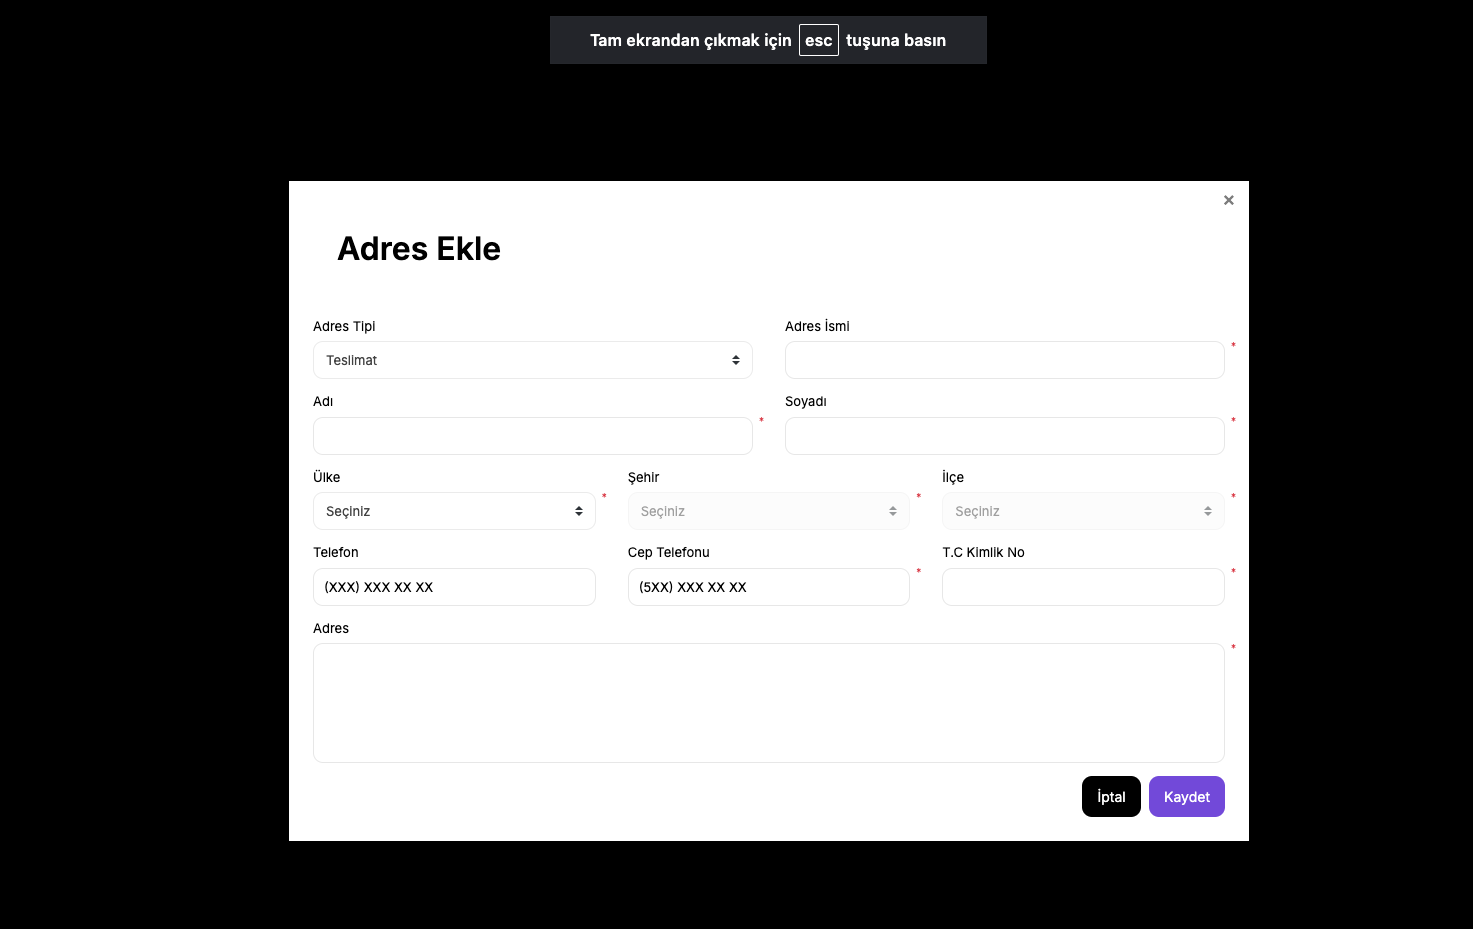 Tam ekrandan çıkmak için esc tuşuna basın
×
Adres Ekle
Adres Tipi
Adres İsmi
Teslimat
*
Adı
Soyadı
*
*
Ülke
Şehir
İlçe
Seçiniz
*
Seçiniz
*
Seçiniz
*
Telefon
Cep Telefonu
T.C Kimlik No
(XXX) XXX XX XX
(5XX) XXX XX XX
*
*
Adres
*
İptal
Kaydet